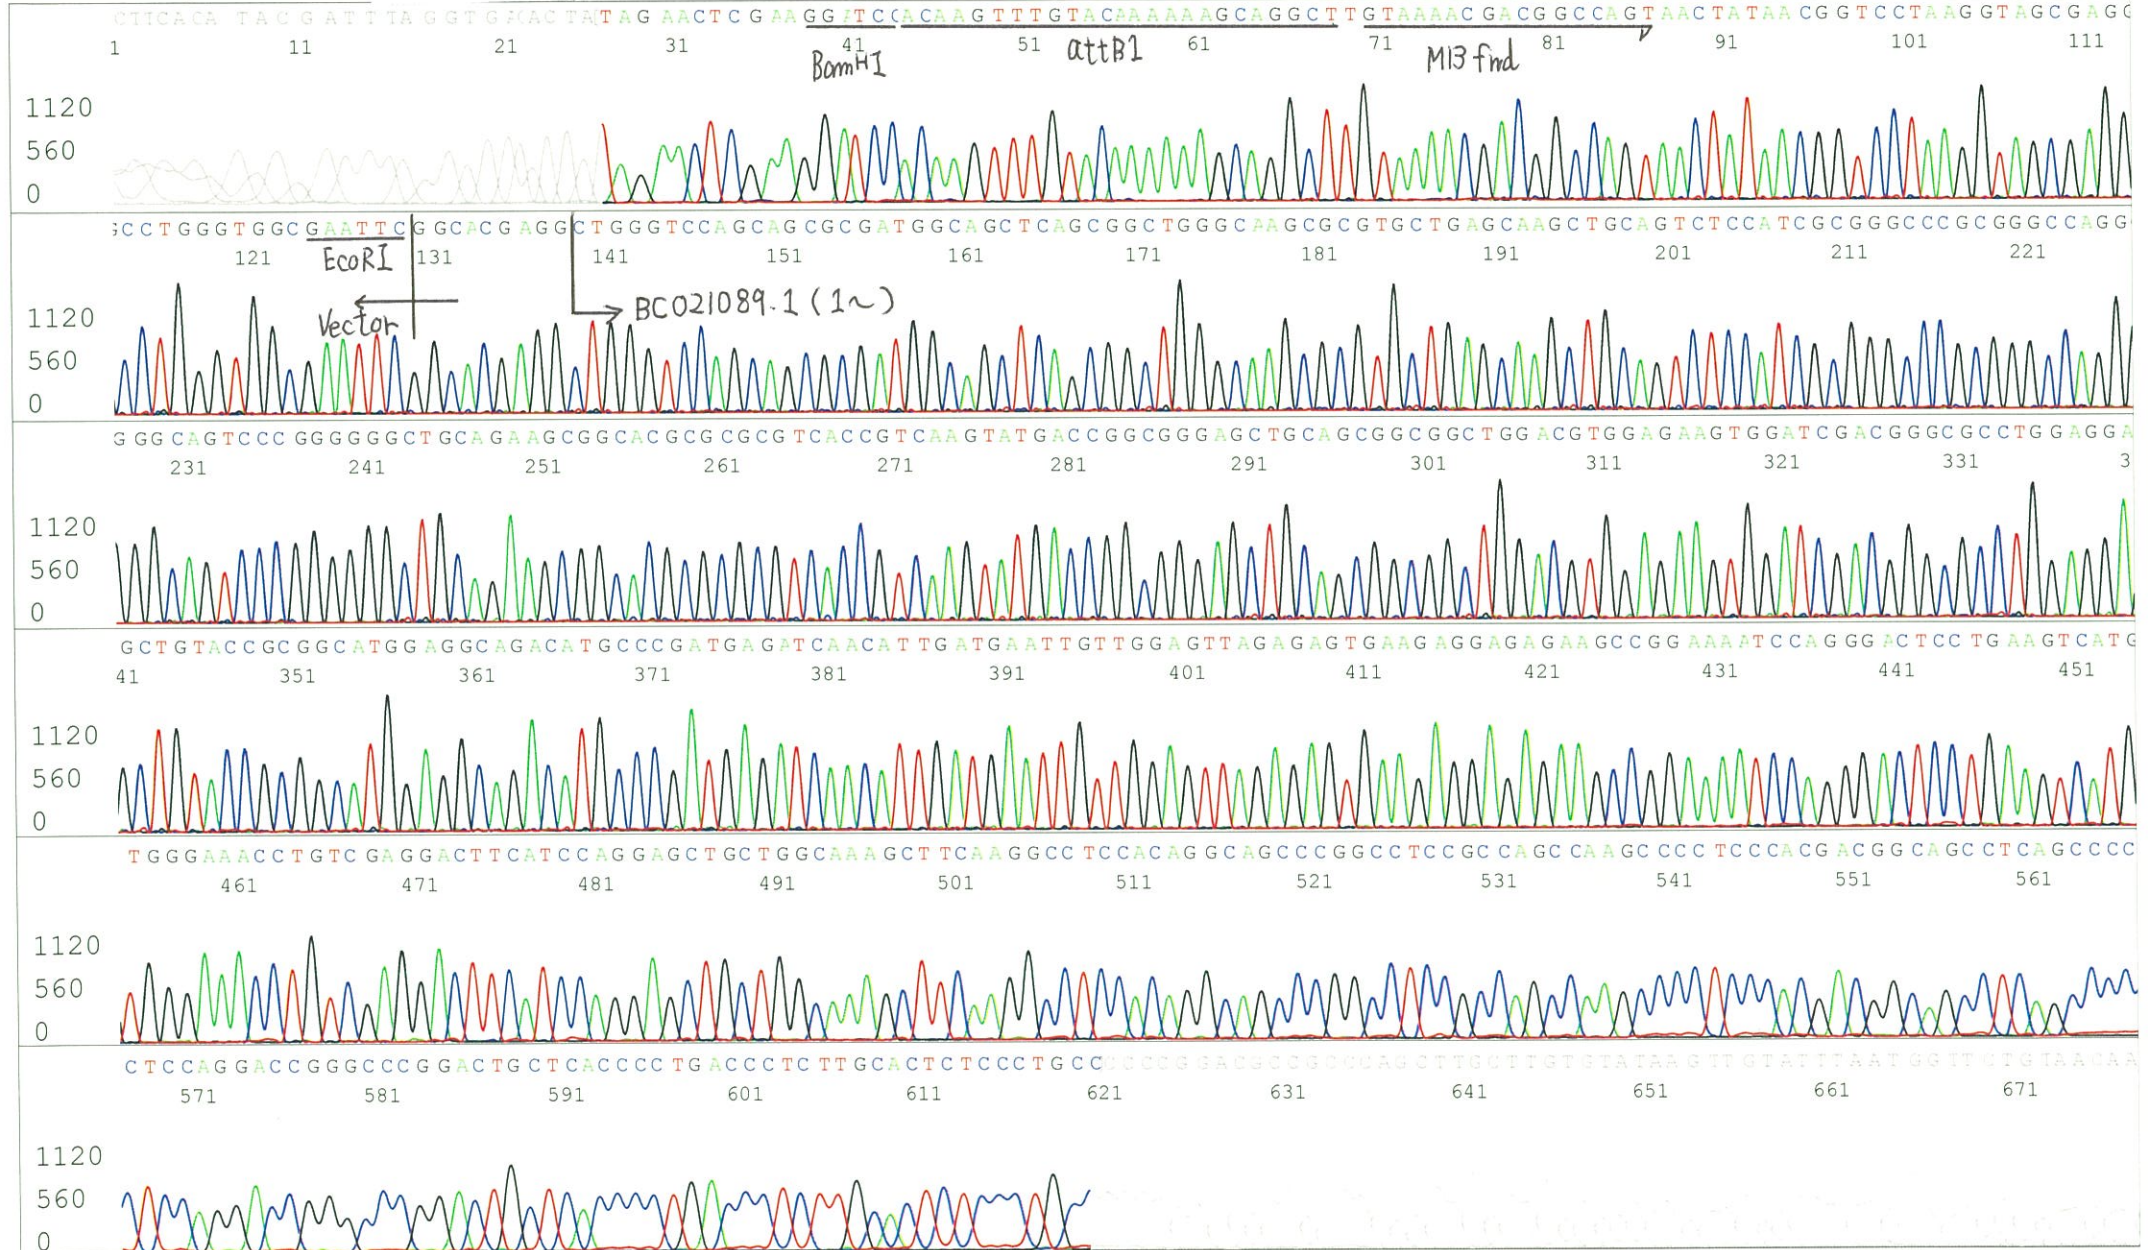 CTTCACA TACGATTTAGGTGACACTATAG AACTCGAAGGATCCACAAGTTTGTACAAAAAAGCAGGCTTGTAAAACGACGGCCAGTAACTATAACGGTCCTAAGGTAGCGAGG
1 11 21 31 41 51 61 71 81 91 101 111
BamHI attB1 M13 fwd
1120
560
0
CCTGGGTGGCGAATTCGGCACGAGGCTGGGTCCAGCAGCGCGATGGCAGCTCAGCGGCTGGGCAAGCGCGTGCTGAGCAAGCTGCAGTCTCCATCGCGGGCCCGCGGGCCAGG
121 131 141 151 161 171 181 191 201 211 221
EcoRI
Vector
BC021089.1 (1~)
1120
560
0
GGGCAGTCCCGGGGGGCTGCAGAAGCGGCACGCGCGCGTCACCGTCAAGTATGACCGGCGGGAGCTGCAGCGGCGGCTGGACGTGGAGAAGTGGATCGACGGGCGCCTGGAGGA
231 241 251 261 271 281 291 301 311 321 331 3
1120
560
0
GCTGTACCGCGGCATGGAGGCAGACATGCCCGATGAGATCAACATTGATGAATTGTTGGAGTTAGAGAGTGAAGAGGAGAGAAGCCGGAAAATCCAGGGACTCCTGAAGTCATG
41 351 361 371 381 391 401 411 421 431 441 451
1120
560
0
TGGGAAACCTGTCGAGGACTTCATCCAGGAGCTGCTGGCAAAGCTTCAAGGCCTCCACAGGCAGCCCGGCCTCCGCCAGCCAAGCCCCTCCCACGACGGCAGCCTCAGCCCC
461 471 481 491 501 511 521 531 541 551 561
1120
560
0
CTCCAGGACCGGGCCCGGACTGCTCACCCCTGACCCTCTTGCACTCTCCCTGCC
571 581 591 601 611 621 631 641 651 661 671
1120
560
0